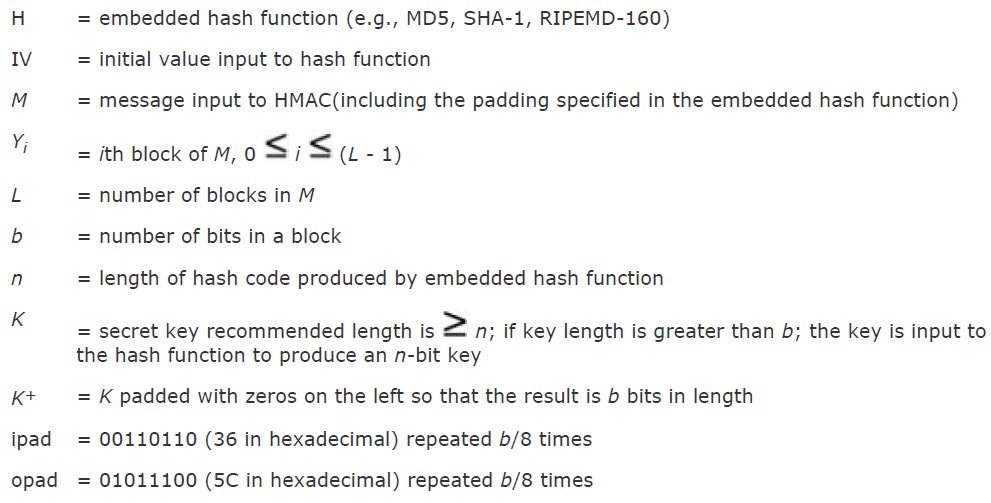 H = embedded hash function (e.g., MD5, SHA-1, RIPEMD-160)
IV = initial value input to hash function
M = message input to HMAC(including the padding specified in the embedded hash function)
Yi = ith block of M, 0 ≤ i ≤ (L - 1)
L = number of blocks in M
b = number of bits in a block
n = length of hash code produced by embedded hash function
K = secret key recommended length is ≥ n; if key length is greater than b; the key is input to
the hash function to produce an n-bit key
K+ = K padded with zeros on the left so that the result is b bits in length
ipad = 00110110 (36 in hexadecimal) repeated b/8 times
opad = 01011100 (5C in hexadecimal) repeated b/8 times